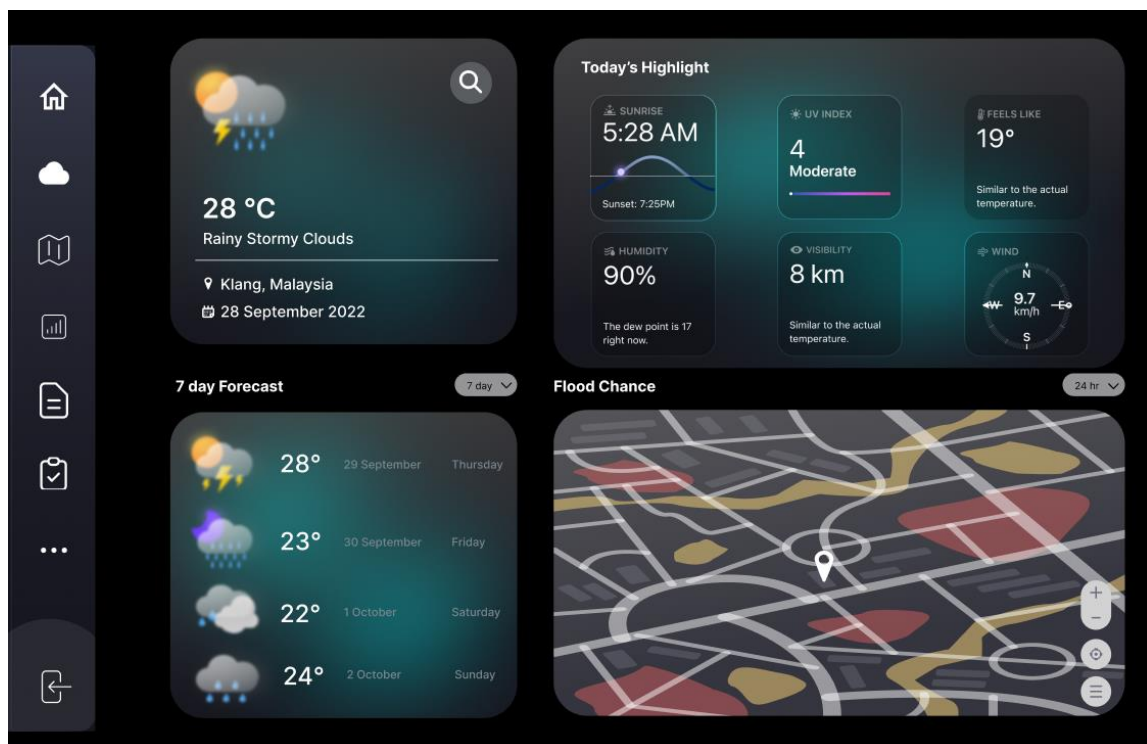 28 °C
Rainy Stormy Clouds
Klang, Malaysia
28 September 2022
Today's Highlight
SUNRISE
5:28 AM
Sunset: 7:25PM
UV INDEX
4
Moderate
FEELS LIKE
19°
Similar to the actual
temperature.
HUMIDITY
90%
The dew point is 17
right now.
VISIBILITY
8 km
Similar to the actual
temperature.
WIND
N
W 9.7 E
km/h
S
7 day Forecast 7 day
28° 29 September Thursday
23° 30 September Friday
22° 1 October Saturday
24° 2 October Sunday
Flood Chance 24 hr
+
−